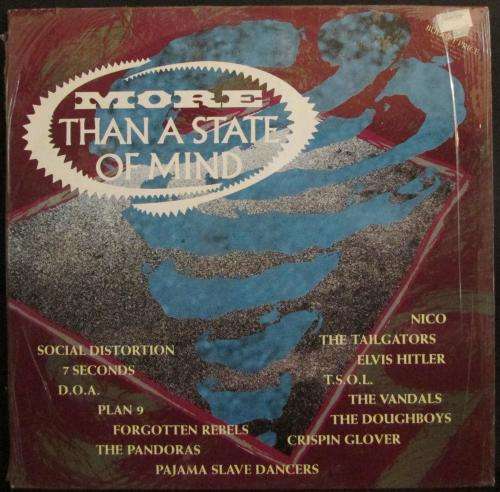 MORE
THAN A STATE
OF MIND
SOCIAL DISTORTION
7 SECONDS
D.O.A.
PLAN 9
FORGOTTEN REBELS
THE PANDORAS
PAJAMA SLAVE DANCERS
NICO
THE TAILGATORS
ELVIS HITLER
T.S.O.L.
THE VANDALS
THE DOUGHBOYS
CRISPIN GLOVER